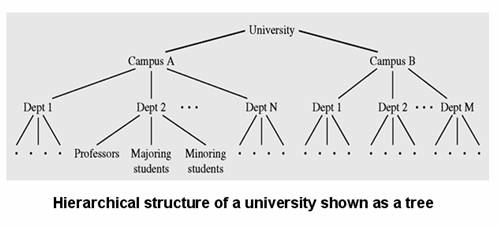 University
Campus A Campus B
Dept 1 Dept 2 ... Dept N Dept 1 Dept 2 ... Dept M
Professors Majoring students Minoring students
Hierarchical structure of a university shown as a tree